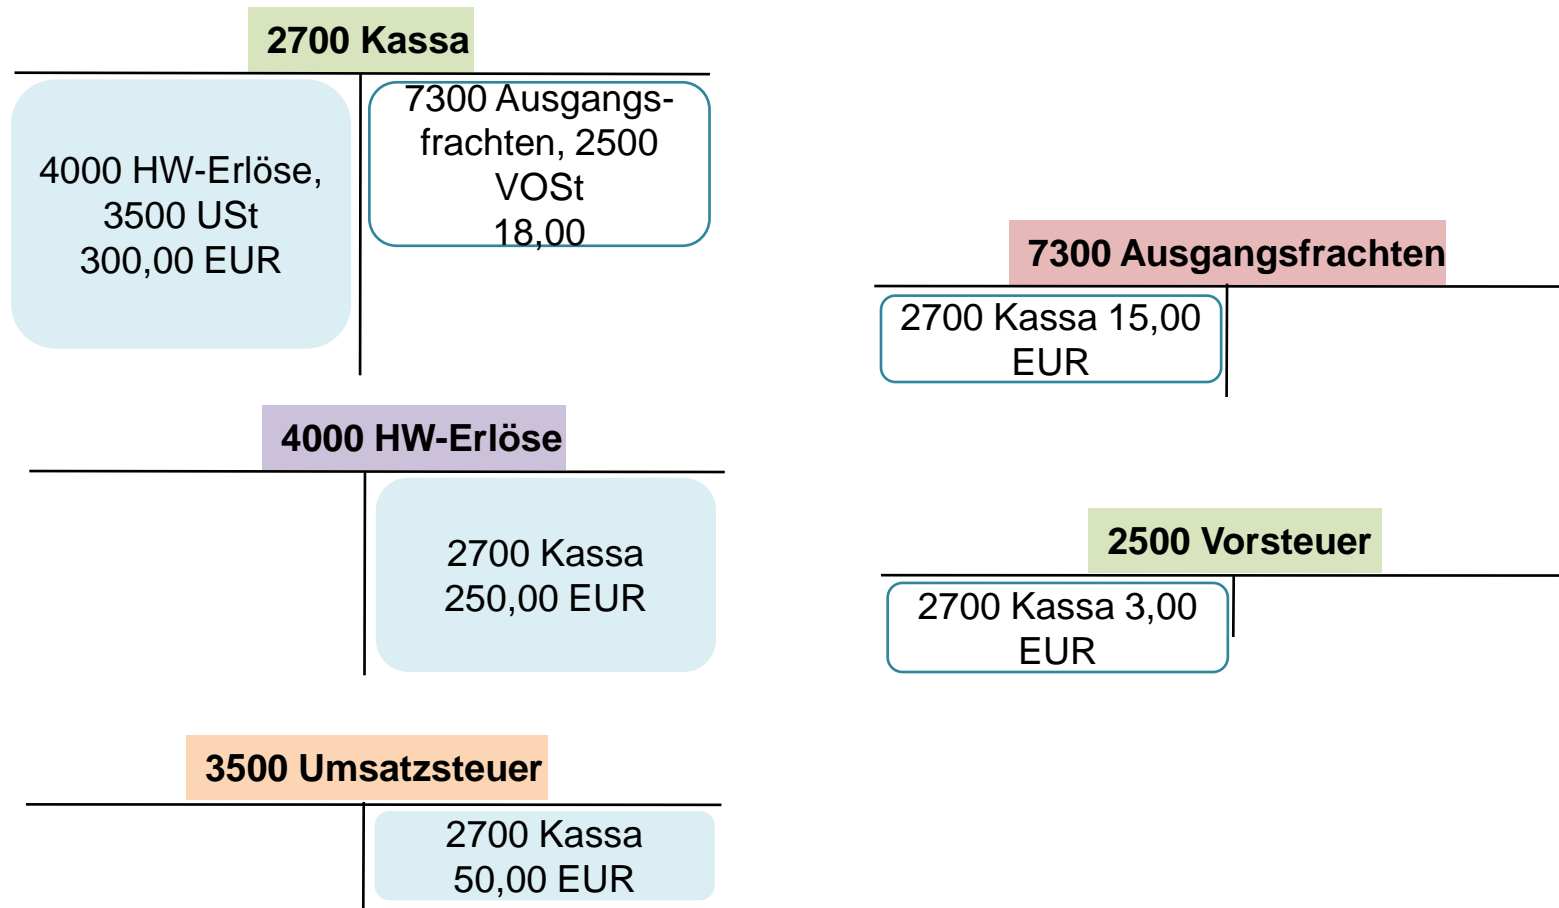 2700 Kassa
4000 HW-Erlöse,
3500 USt
300,00 EUR
7300 Ausgangs-
frachten, 2500
VOSt
18,00
4000 HW-Erlöse
2700 Kassa
250,00 EUR
3500 Umsatzsteuer
2700 Kassa
50,00 EUR
7300 Ausgangsfrachten
2700 Kassa 15,00
EUR
2500 Vorsteuer
2700 Kassa 3,00
EUR